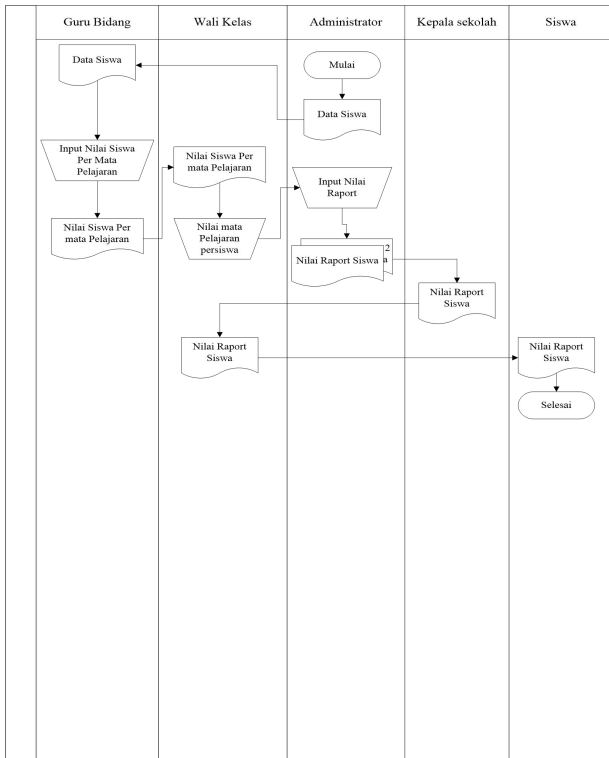 Guru Bidang
Wali Kelas
Administrator
Kepala sekolah
Siswa
Data Siswa
Mulai
Data Siswa
Input Nilai Siswa
Per Mata
Pelajaran
Nilai Siswa Per
mata Pelajaran
Input Nilai
Raport
Nilai Siswa Per
mata Pelajaran
Nilai mata
Pelajaran
persiswa
2
a
Nilai Raport Siswa
Nilai Raport
Siswa
Nilai Raport
Siswa
Nilai Raport
Siswa
Selesai